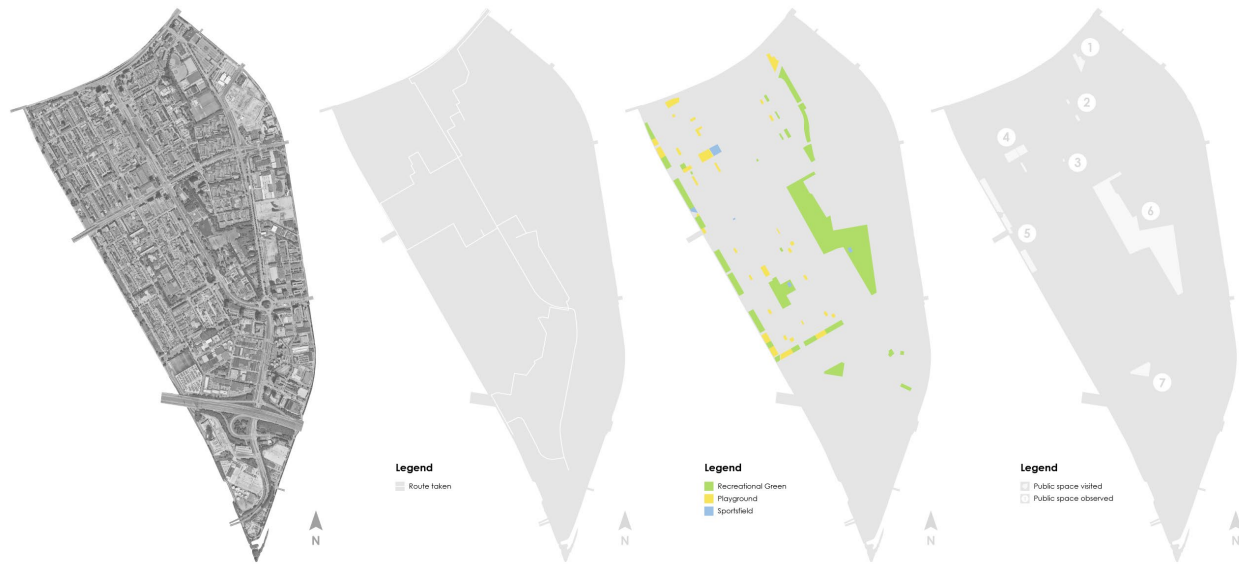 N
Legend
Route taken
N
Legend
Recreational Green
Playground
Sportsfield
N
1
2
3
4
5
6
7
Legend
Public space visited
Public space observed
N